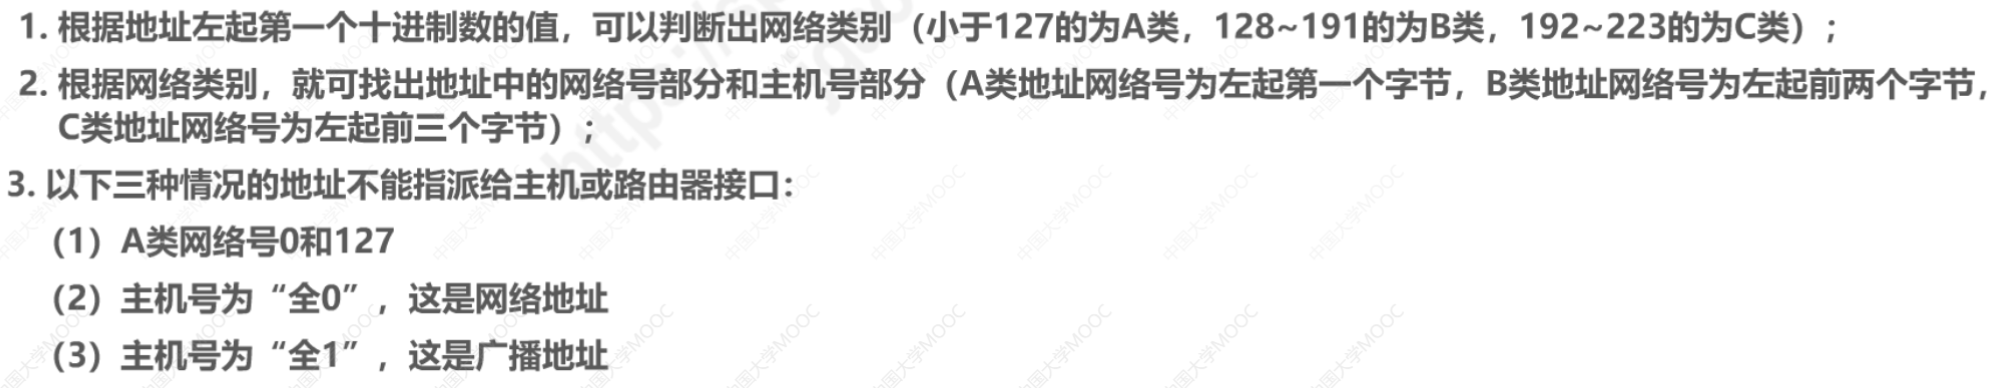 1. 根据地址左起第一个十进制数的值，可以判断出网络类别（小于127的为A类，128~191的为B类，192~223的为C类）；
2. 根据网络类别，就可找出地址中的网络号部分和主机号部分（A类地址网络号为左起第一个字节，B类地址网络号为左起前两个字节，
C类地址网络号为左起前三个字节）；
3. 以下三种情况的地址不能指派给主机或路由器接口：
（1）A类网络号0和127
（2）主机号为“全0”，这是网络地址
（3）主机号为“全1”，这是广播地址
中国大学MOOC